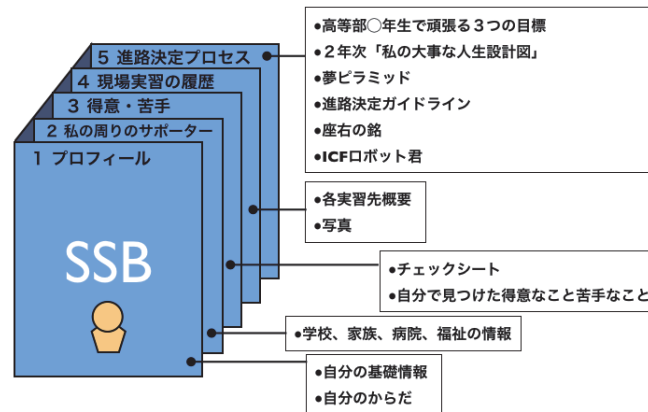 5 進路決定プロセス
4 現場実習の履歴
3 得意・苦手
2 私の周りのサポーター
1 プロフィール
SSB
●高等部○年生で頑張る３つの目標
●２年次「私の大事な人生設計図」
●夢ピラミッド
●進路決定ガイドライン
●座右の銘
●ICFロボット君
●各実習先概要
●写真
●チェックシート
●自分で見つけた得意なこと苦手なこと
●学校、家族、病院、福祉の情報
●自分の基礎情報
●自分のからだ